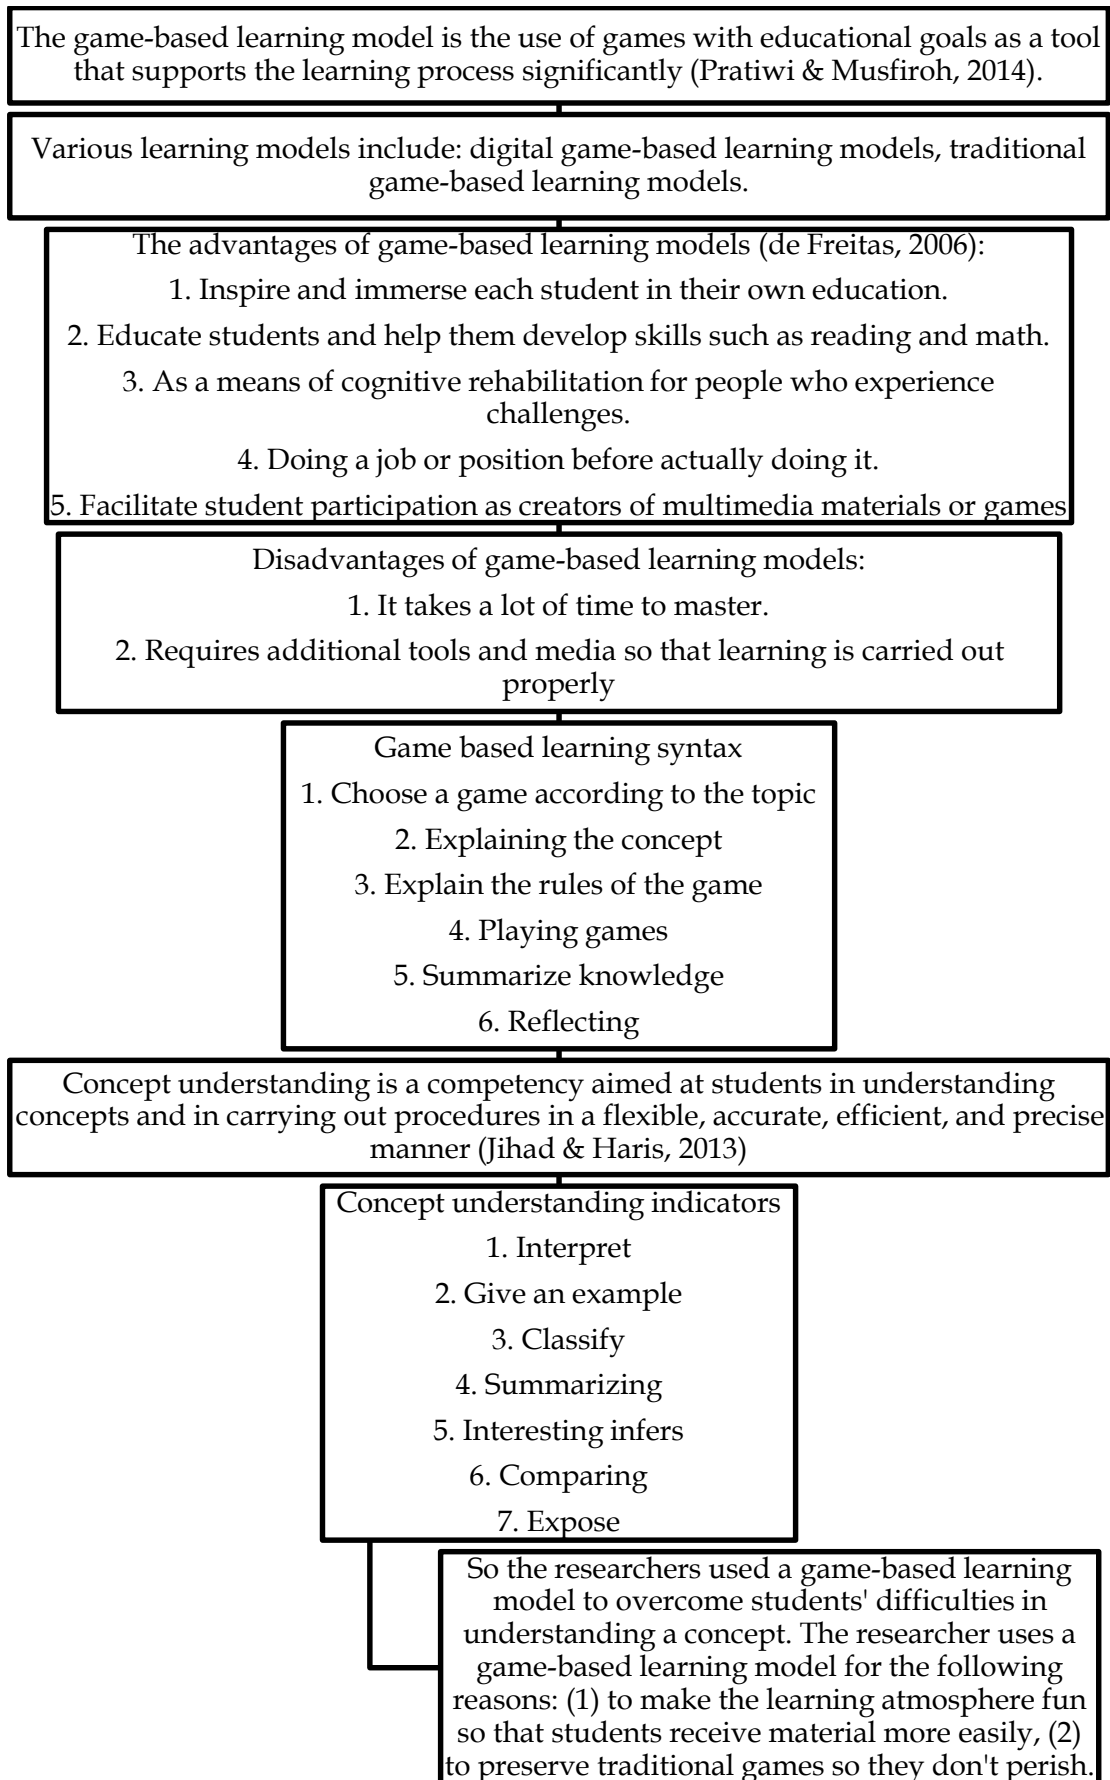 The game-based learning model is the use of games with educational goals as a tool
that supports the learning process significantly (Pratiwi & Musfiroh, 2014).
Various learning models include: digital game-based learning models, traditional
game-based learning models.
The advantages of game-based learning models (de Freitas, 2006):
1. Inspire and immerse each student in their own education.
2. Educate students and help them develop skills such as reading and math.
3. As a means of cognitive rehabilitation for people who experience
challenges.
4. Doing a job or position before actually doing it.
5. Facilitate student participation as creators of multimedia materials or games
Disadvantages of game-based learning models:
1. It takes a lot of time to master.
2. Requires additional tools and media so that learning is carried out
properly
Game based learning syntax
1. Choose a game according to the topic
2. Explaining the concept
3. Explain the rules of the game
4. Playing games
5. Summarize knowledge
6. Reflecting
Concept understanding is a competency aimed at students in understanding
concepts and in carrying out procedures in a flexible, accurate, efficient, and precise
manner (Jihad & Haris, 2013)
Concept understanding indicators
1. Interpret
2. Give an example
3. Classify
4. Summarizing
5. Interesting infers
6. Comparing
7. Expose
So the researchers used a game-based learning
model to overcome students' difficulties in
understanding a concept. The researcher uses a
game-based learning model for the following
reasons: (1) to make the learning atmosphere fun
so that students receive material more easily, (2)
to preserve traditional games so they don't perish.